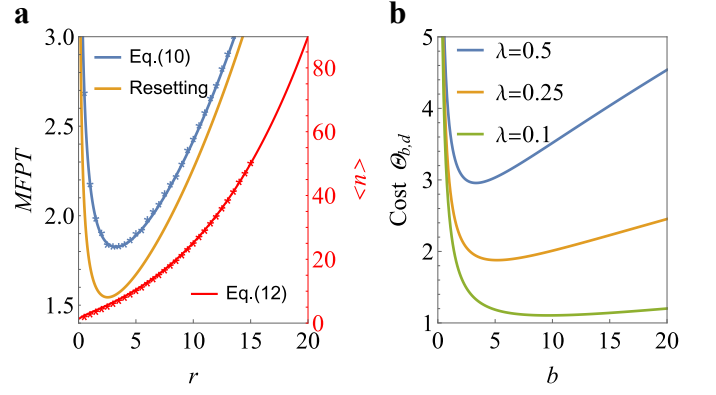 a
3.0
2.5
2.0
1.5
MFPT
Eq.(10)
Resetting
Eq.(12)
80
60
40
20
0
<n>
0 5 10 15 20
r
b
5
4
3
2
1
Cost Θb,d
λ=0.5
λ=0.25
λ=0.1
0 5 10 15 20
b